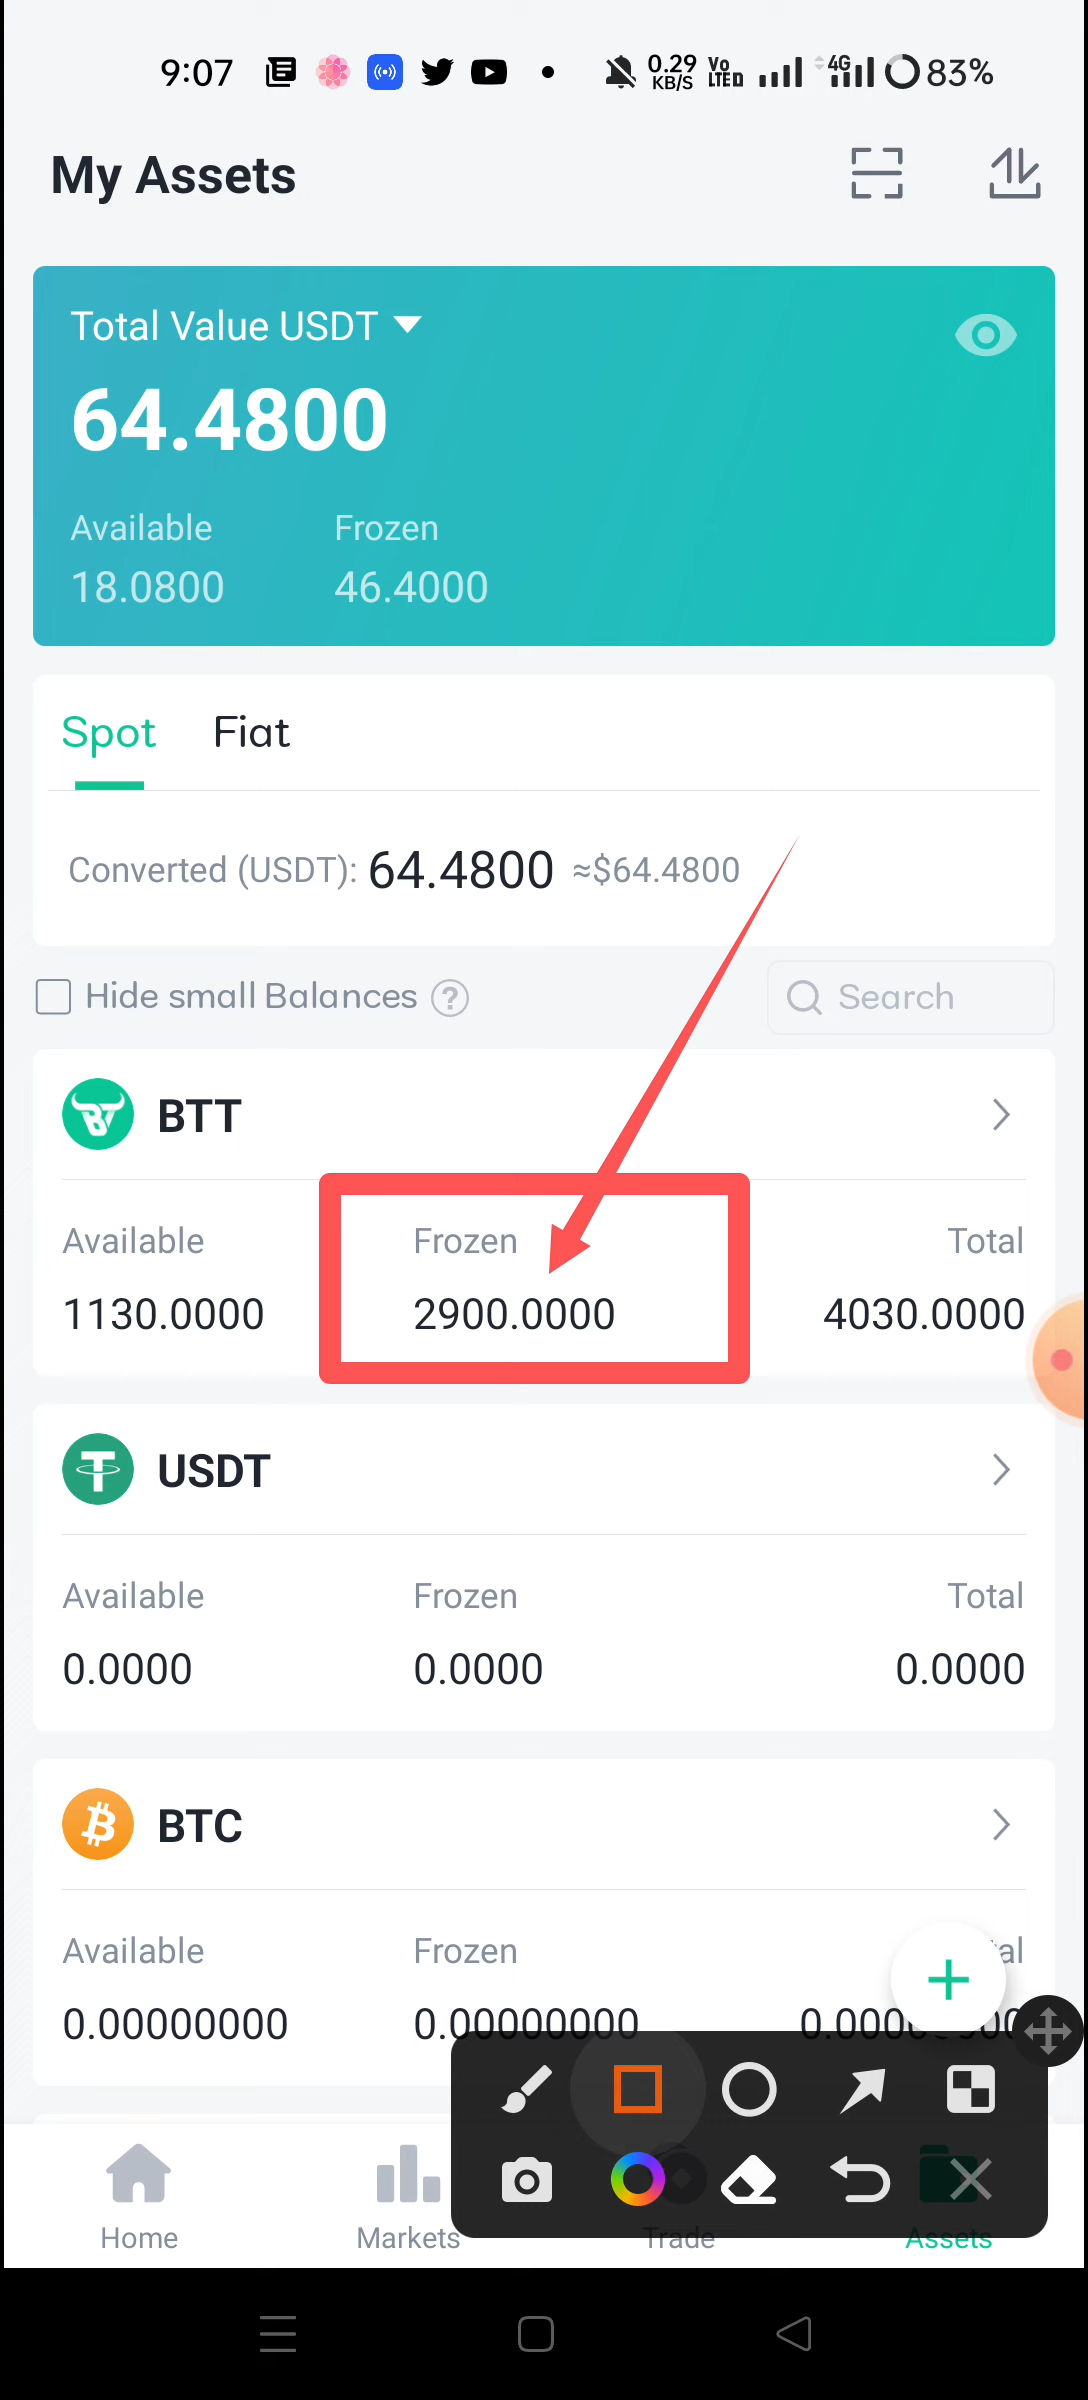 9:07 0.29 KB/S Vo LTED 4G 83%
My Assets
Total Value USDT
64.4800
Available Frozen
18.0800 46.4000
Spot Fiat
Converted (USDT): 64.4800 ≈$64.4800
Hide small Balances ? Search
BTT
Available Frozen Total
1130.0000 2900.0000 4030.0000
USDT
Available Frozen Total
0.0000 0.0000 0.0000
BTC
Available Frozen
0.00000000 0.00000000
Home Markets Trade Assets